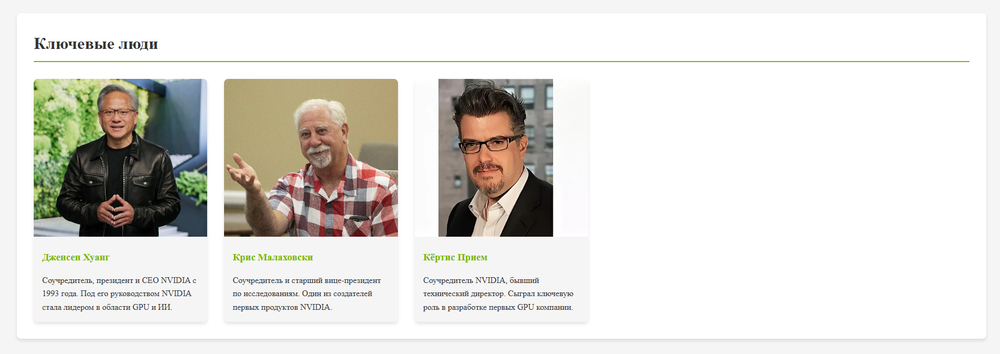 Ключевые люди
Дженсен Хуанг
Соучредитель, президент и CEO NVIDIA с
1993 года. Под его руководством NVIDIA
стала лидером в области GPU и ИИ.
Крис Малаховски
Соучредитель и старший вице-президент
по исследованиям. Один из создателей
первых продуктов NVIDIA.
Кёртис Прием
Соучредитель NVIDIA, бывший
технический директор. Сыграл ключевую
роль в разработке первых GPU компании.